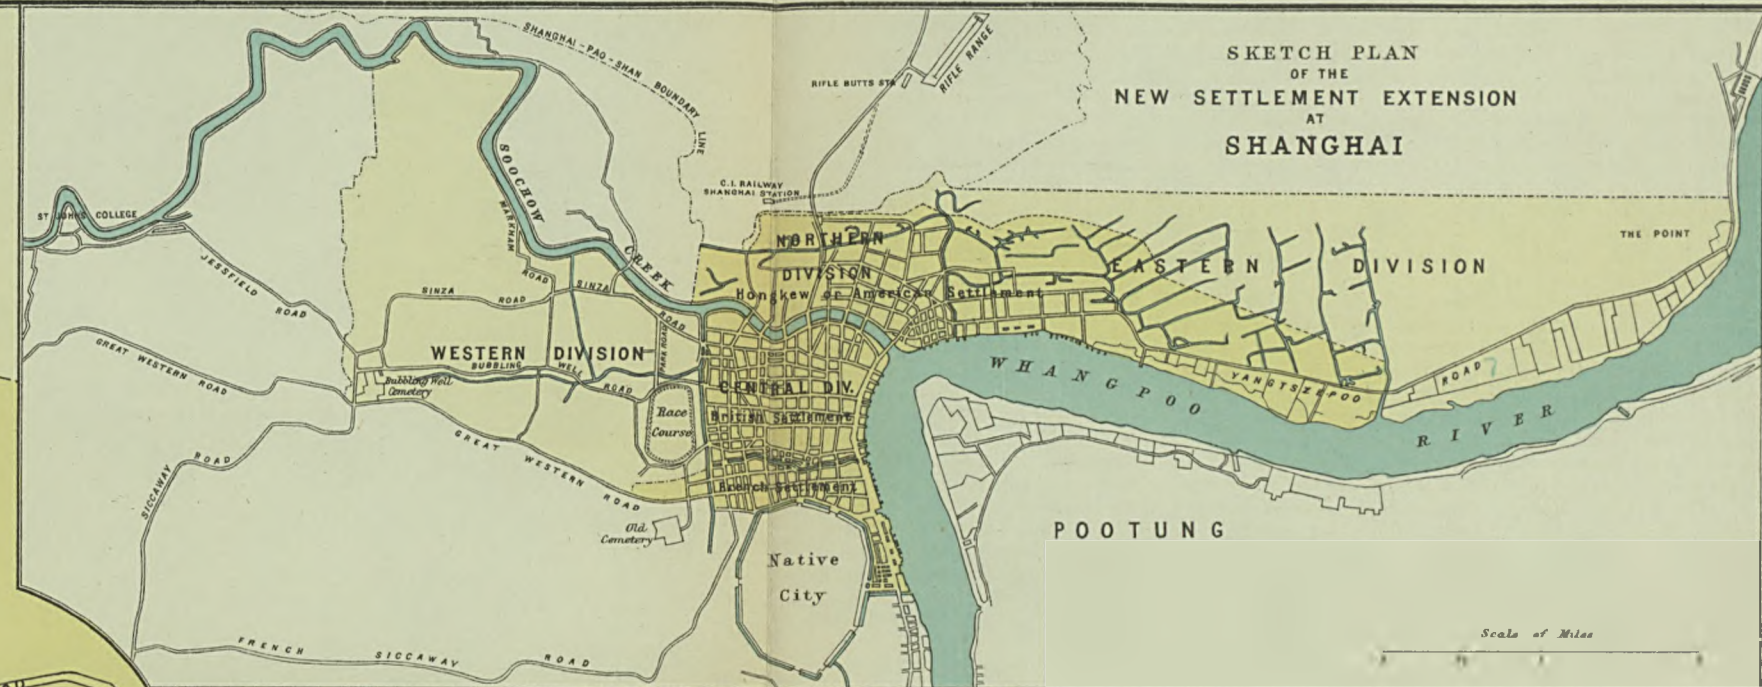 SKETCH PLAN
OF THE
NEW SETTLEMENT EXTENSION
AT
SHANGHAI
SHANGHAI-PAO-SHAN BOUNDARY LINE
RIFLE BUTTS STA
RIFLE RANGE
C.I. RAILWAY
SHANGHAI STATION
ST JOHNS COLLEGE
SOOCHOW CREEK
MARKHAM ROAD
JESSFIELD ROAD
SINZA ROAD
SINZA ROAD
NORTHERN
DIVISION
Hongkew or American Settlement
EASTERN DIVISION
THE POINT
GREAT WESTERN ROAD
WESTERN DIVISION
BUBBLING WELL ROAD
PARK ROAD
Bubbling Well
Cemetery
Race
Course
CENTRAL DIV.
British Settlement
French Settlement
WHANGPOO RIVER
YANGTSZEPOO ROAD
GREAT WESTERN ROAD
SICCAWAY ROAD
Old
Cemetery
Native
City
POOTUNG
FRENCH SICCAWAY ROAD
Scale of Miles